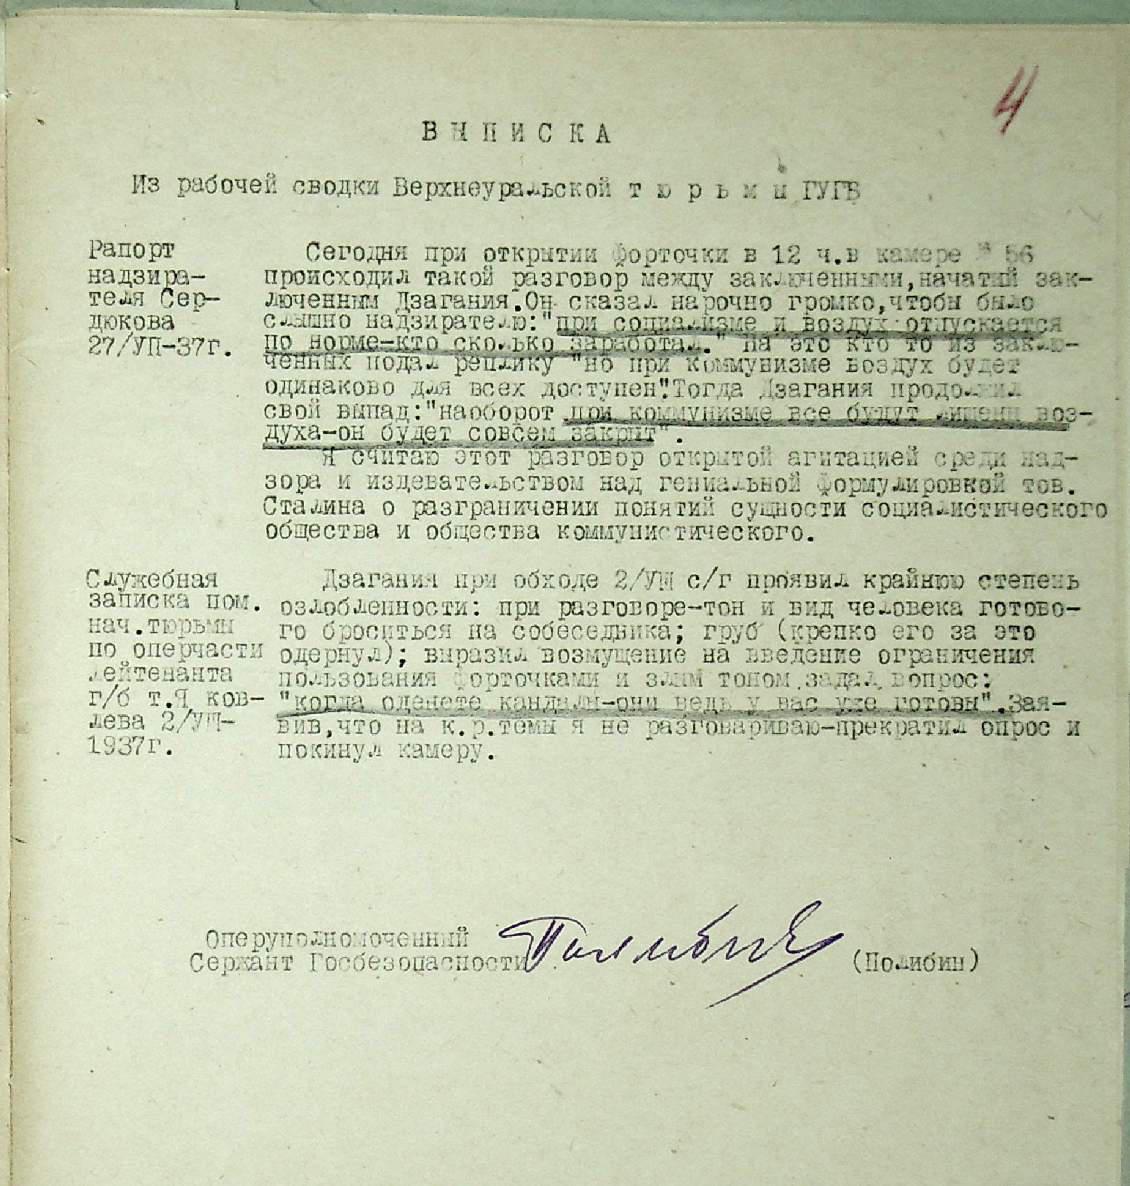 4
ВЫПИСКА
Из рабочей сводки Верхнеуральской т ю р ь м ы ГУГБ
Рапорт
надзира-
теля Сер-
дюкова
27/УП-37г.
Сегодня при открытии форточки в 12 ч.в камере № 56
происходил такой разговор между заключенными,начатий зак-
люченным Дзагания.Он сказал нарочно громко,чтобы было
слышно надзирателю:"при социализме и воздух отпускается
по норме-кто сколько заработал." На это кто то из заклю-
ченных подал реплику "но при коммунизме воздух будет
одинаково для всех доступен".Тогда Дзагания продолжил
свой выпад:"наоборот при коммунизме все будут лишены воз-
духа-он будет совсем закрыт".
Я считаю этот разговор открытой агитацией среди над-
зора и издевательством над гениальной формулировкой тов.
Сталина о разграничении понятий сущности социалистического
общества и общества коммунистического.
Служебная
записка пом.
нач.тюрьмы
по оперчасти
лейтенанта
г/б т.Я ков-
лева 2/УШ-
1937г.
Дзагания при обходе 2/УШ с/г проявил крайнюю степень
озлобленности: при разговоре-тон и вид человека готово-
го броситься на собеседника; груб (крепко его за это
одернул); выразил возмущение на введение ограничения
пользования форточками и злым тоном задал вопрос:
"когда оденете кандалы-они ведь у вас уже готовы".Зая-
вив,что на к.р.темы я не разговариваю-прекратил опрос и
покинул камеру.
Оперуполномоченный
Сержант Госбезопасности Полибин (Полибин)